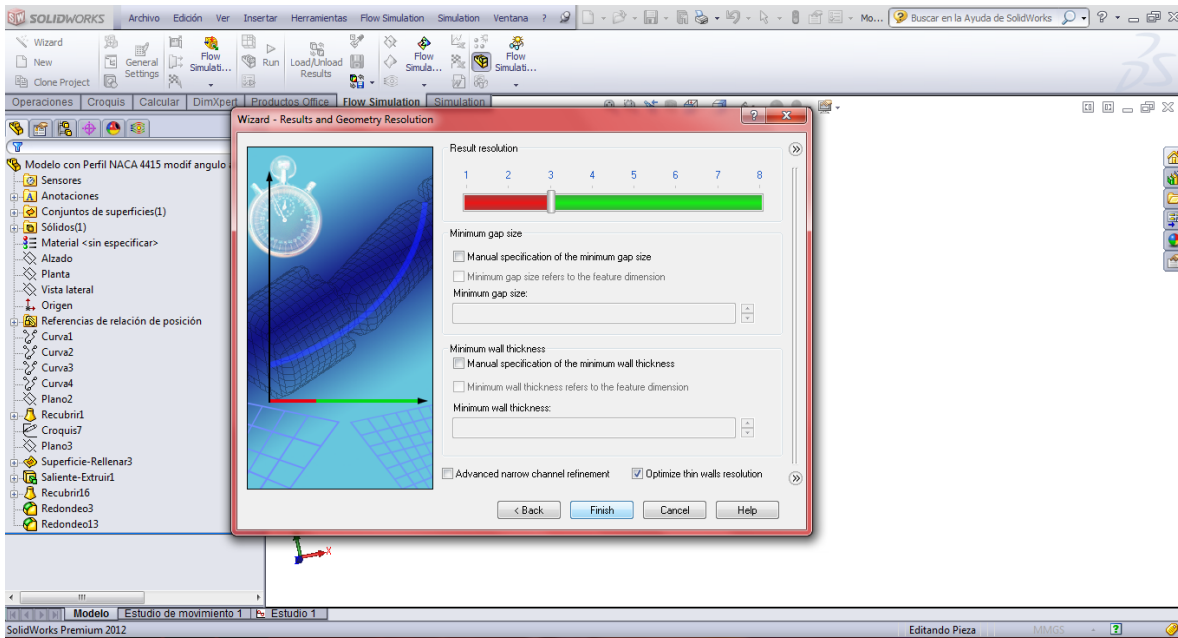 SOLIDWORKS Archivo Edición Ver Insertar Herramientas Flow Simulation Simulation Ventana ? Mo... Buscar en la Ayuda de SolidWorks
Wizard
New
Clone Project
General Settings
Flow Simulati...
Run
Load/Unload Results
Flow Simula...
Flow Simulati...
Operaciones Croquis Calcular DimXpert Productos Office Flow Simulation Simulation
Modelo con Perfil NACA 4415 modif angulo
Sensores
Anotaciones
Conjuntos de superficies(1)
Sólidos(1)
Material <sin especificar>
Alzado
Planta
Vista lateral
Origen
Referencias de relación de posición
Curva1
Curva2
Curva3
Curva4
Plano2
Recubrir1
Croquis7
Plano3
Superficie-Rellenar3
Saliente-Extruir1
Recubrir16
Redondeo3
Redondeo13
Wizard - Results and Geometry Resolution
Result resolution
1 2 3 4 5 6 7 8
Minimum gap size
Manual specification of the minimum gap size
Minimum gap size refers to the feature dimension
Minimum gap size:
Minimum wall thickness
Manual specification of the minimum wall thickness
Minimum wall thickness refers to the feature dimension
Minimum wall thickness:
Advanced narrow channel refinement Optimize thin walls resolution
< Back Finish Cancel Help
X
Modelo Estudio de movimiento 1 Estudio 1
SolidWorks Premium 2012 Editando Pieza MMGS